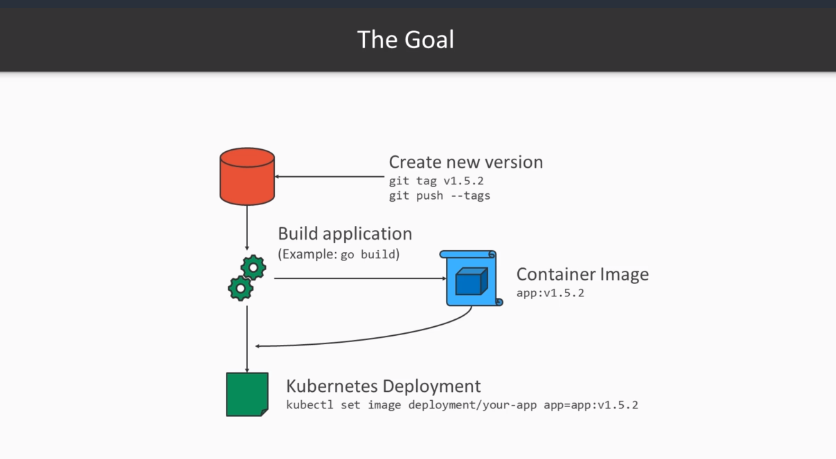 The Goal
Create new version
git tag v1.5.2
git push --tags
Build application
(Example: go build)
Container Image
app:v1.5.2
Kubernetes Deployment
kubectl set image deployment/your-app app=app:v1.5.2